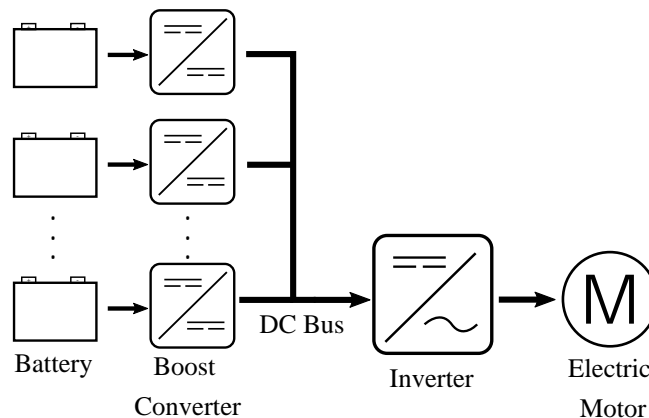 DC Bus
M
Battery
Boost
Converter
Inverter
Electric
Motor